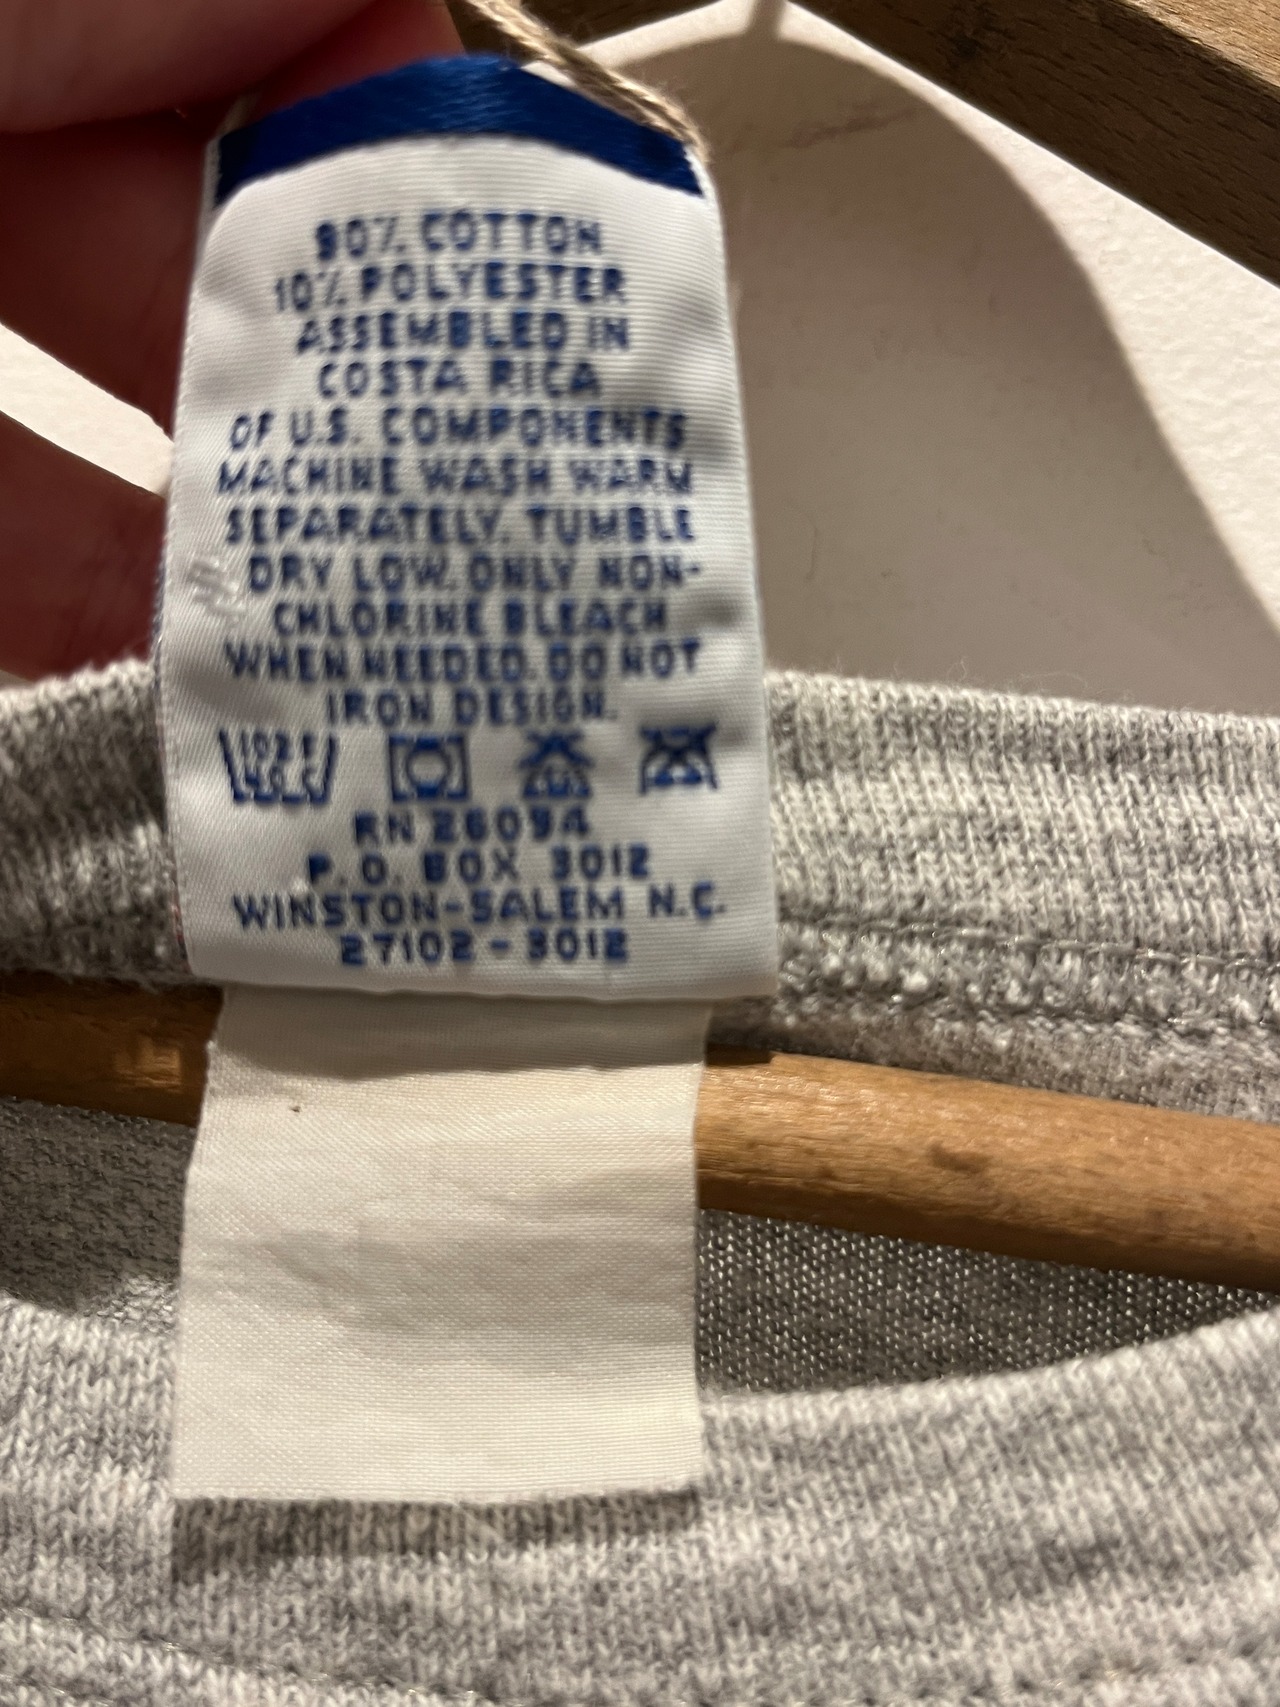 90% COTTON
10% POLYESTER
ASSEMBLED IN
COSTA RICA
OF U.S. COMPONENTS
MACHINE WASH WARM
SEPARATELY. TUMBLE
DRY LOW. ONLY NON-
CHLORINE BLEACH
WHEN NEEDED. DO NOT
IRON DESIGN.
RN 26094
P.O. BOX 3012
WINSTON-SALEM N.C.
27102-3012